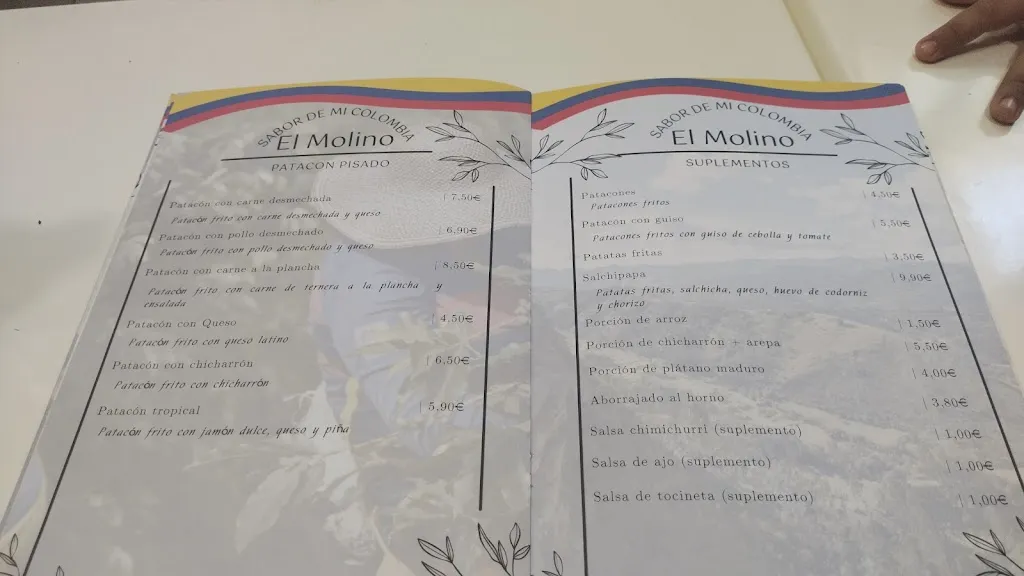 SABOR DE MI COLOMBIA
El Molino
PATACON PISADO
Patacón con carne desmechada | 7,50€
Patacón frito con carne desmechada y queso
Patacón con pollo desmechado | 6,90€
Patacón frito con pollo desmechado y queso
Patacón con carne a la plancha | 8,50€
Patacón frito con carne de ternera a la plancha y
ensalada
Patacón con Queso | 4,50€
Patacón frito con queso latino
Patacón con chicharrón | 6,50€
Patacón frito con chicharrón
Patacón tropical | 5,90€
Patacón frito con jamón dulce, queso y piña
SABOR DE MI COLOMBIA
El Molino
SUPLEMENTOS
Patacones | 4,50€
Patacones fritos
Patacón con guiso | 5,50€
Patacones fritos con guiso de cebolla y tomate
Patatas fritas | 3,50€
Salchipapa | 9,90€
Patatas fritas, salchicha, queso, huevo de codorniz
y chorizo
Porción de arroz | 1,50€
Porción de chicharrón + arepa | 5,50€
Porción de plátano maduro | 4,00€
Aborrajado al horno | 3,80€
Salsa chimichurri (suplemento) | 1,00€
Salsa de ajo (suplemento) | 1,00€
Salsa de tocineta (suplemento) | 1,00€